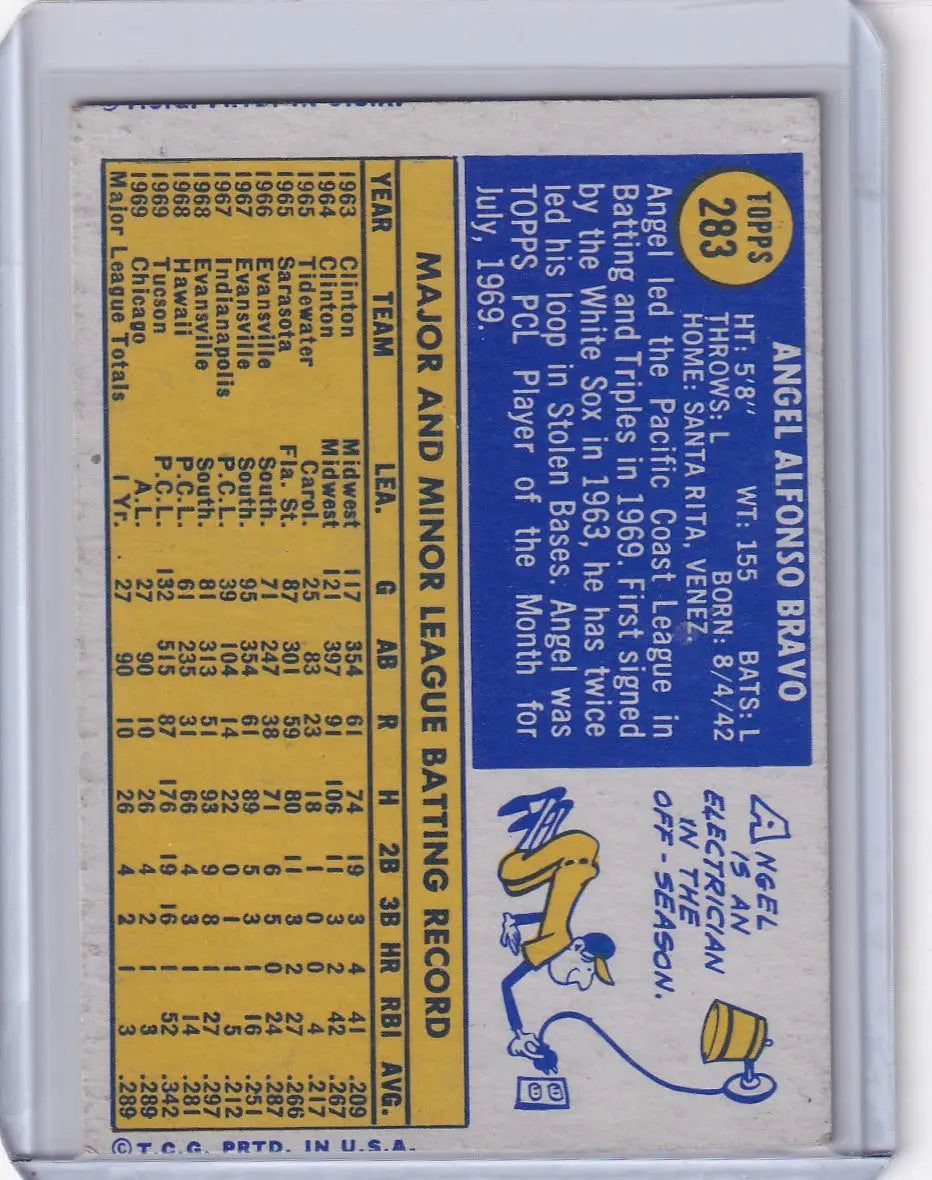 TOPPS
283
ANGEL ALFONSO BRAVO
HT: 5'8" WT: 155 BATS: L
THROWS: L BORN: 8/4/42
HOME: SANTA RITA, VENEZ.
Angel led the Pacific Coast League in
Batting and Triples in 1969. First signed
by the White Sox in 1963, he has twice
led his loop in Stolen Bases. Angel was
TOPPS PCL Player of the Month for
July, 1969.
ANGEL
IS AN
ELECTRICIAN
IN THE
OFF-SEASON.
MAJOR AND MINOR LEAGUE BATTING RECORD
YEAR TEAM LEA. G AB R H 2B 3B HR RBI AVG.
1963 Clinton Midwest 117 354 61 74 19 3 4 41 .209
1964 Clinton Midwest 121 397 91 106 11 3 2 42 .267
1965 Tidewater Carol. 25 83 23 18 1 0 0 4 .217
1965 Sarasota Fla. St. 87 301 59 80 11 3 2 27 .266
1966 Evansville South. 71 247 38 71 6 5 0 24 .287
1967 Evansville South. 95 354 61 89 5 3 1 16 .251
1967 Indianapolis P.C.L. 39 104 14 22 0 1 1 5 .212
1968 Evansville South. 81 313 51 93 9 8 1 27 .297
1968 Hawaii P.C.L. 61 235 31 66 4 3 1 14 .281
1969 Tucson P.C.L. 132 515 87 176 19 16 1 52 .342
1969 Chicago A.L. 27 90 10 26 4 2 1 3 .289
Major League Totals 1 Yr. 27 90 10 26 4 2 1 3 .289
© T.C.G. PRTD. IN U.S.A.